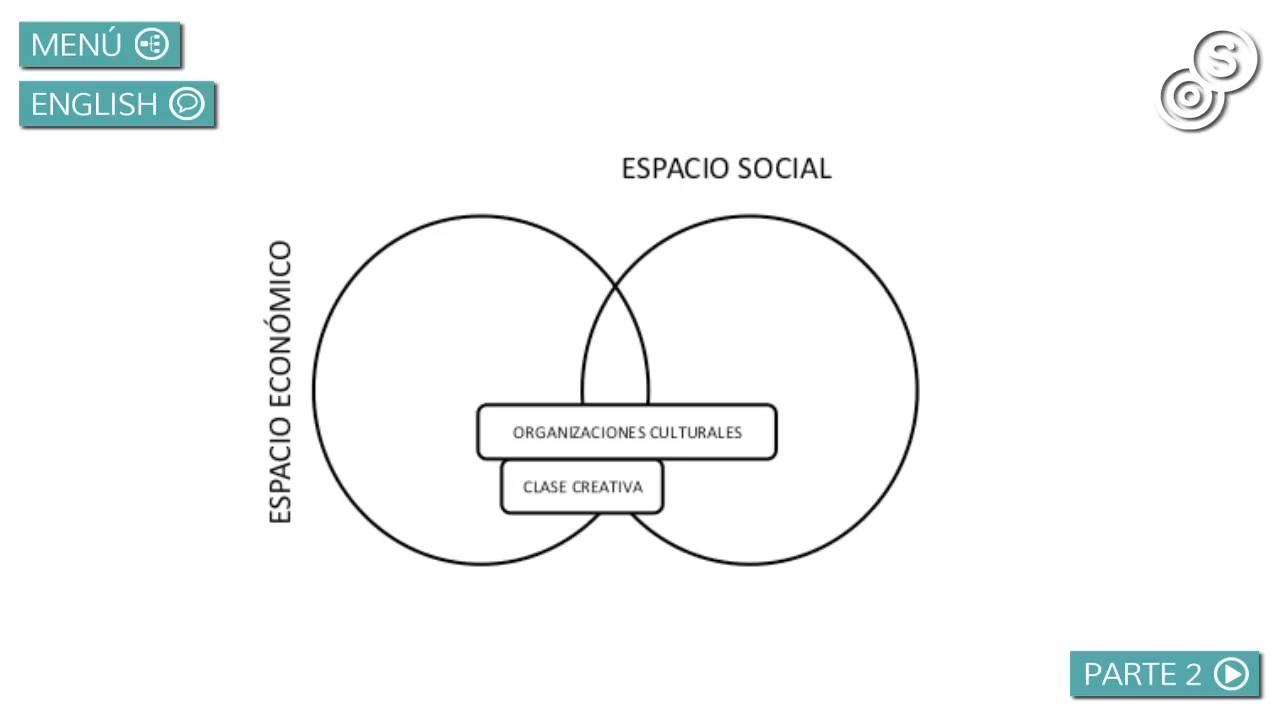 MENÚ
ENGLISH
S
ESPACIO SOCIAL
ESPACIO ECONÓMICO
ORGANIZACIONES CULTURALES
CLASE CREATIVA
PARTE 2